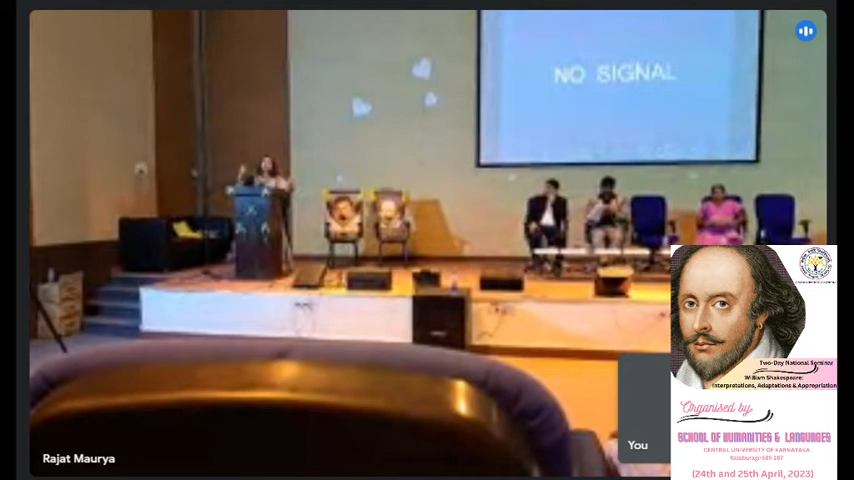 NO SIGNAL
Two-Day National Seminar
William Shakespeare:
Interpretations, Adaptations & Appropriation
Organised by
SCHOOL OF HUMANITIES & LANGUAGES
CENTRAL UNIVERSITY OF KARNATAKA
(24th and 25th April, 2023)
You
Rajat Maurya